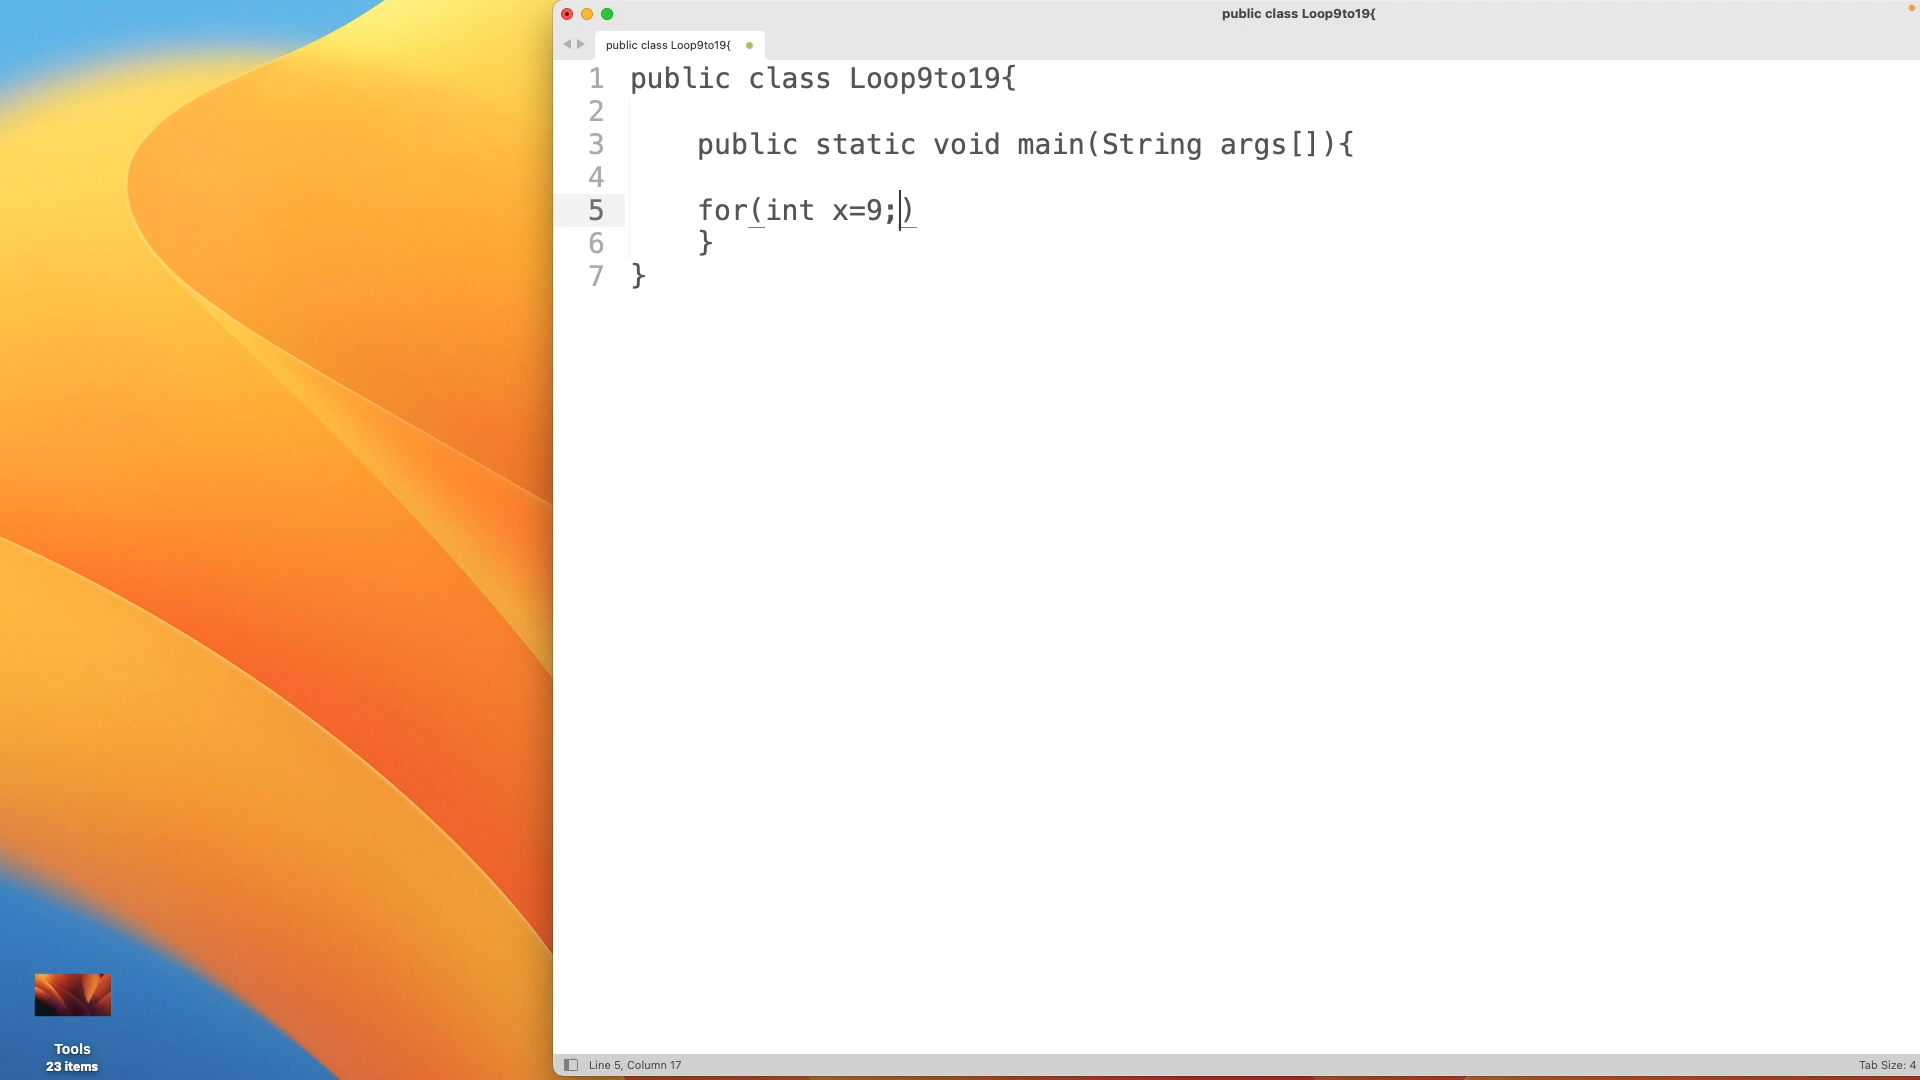 public class Loop9to19{
public class Loop9to19{
1 public class Loop9to19{
2
3     public static void main(String args[]){
4
5     for(int x=9;)
6     }
7 }
Tools
23 items
Line 5, Column 17
Tab Size: 4